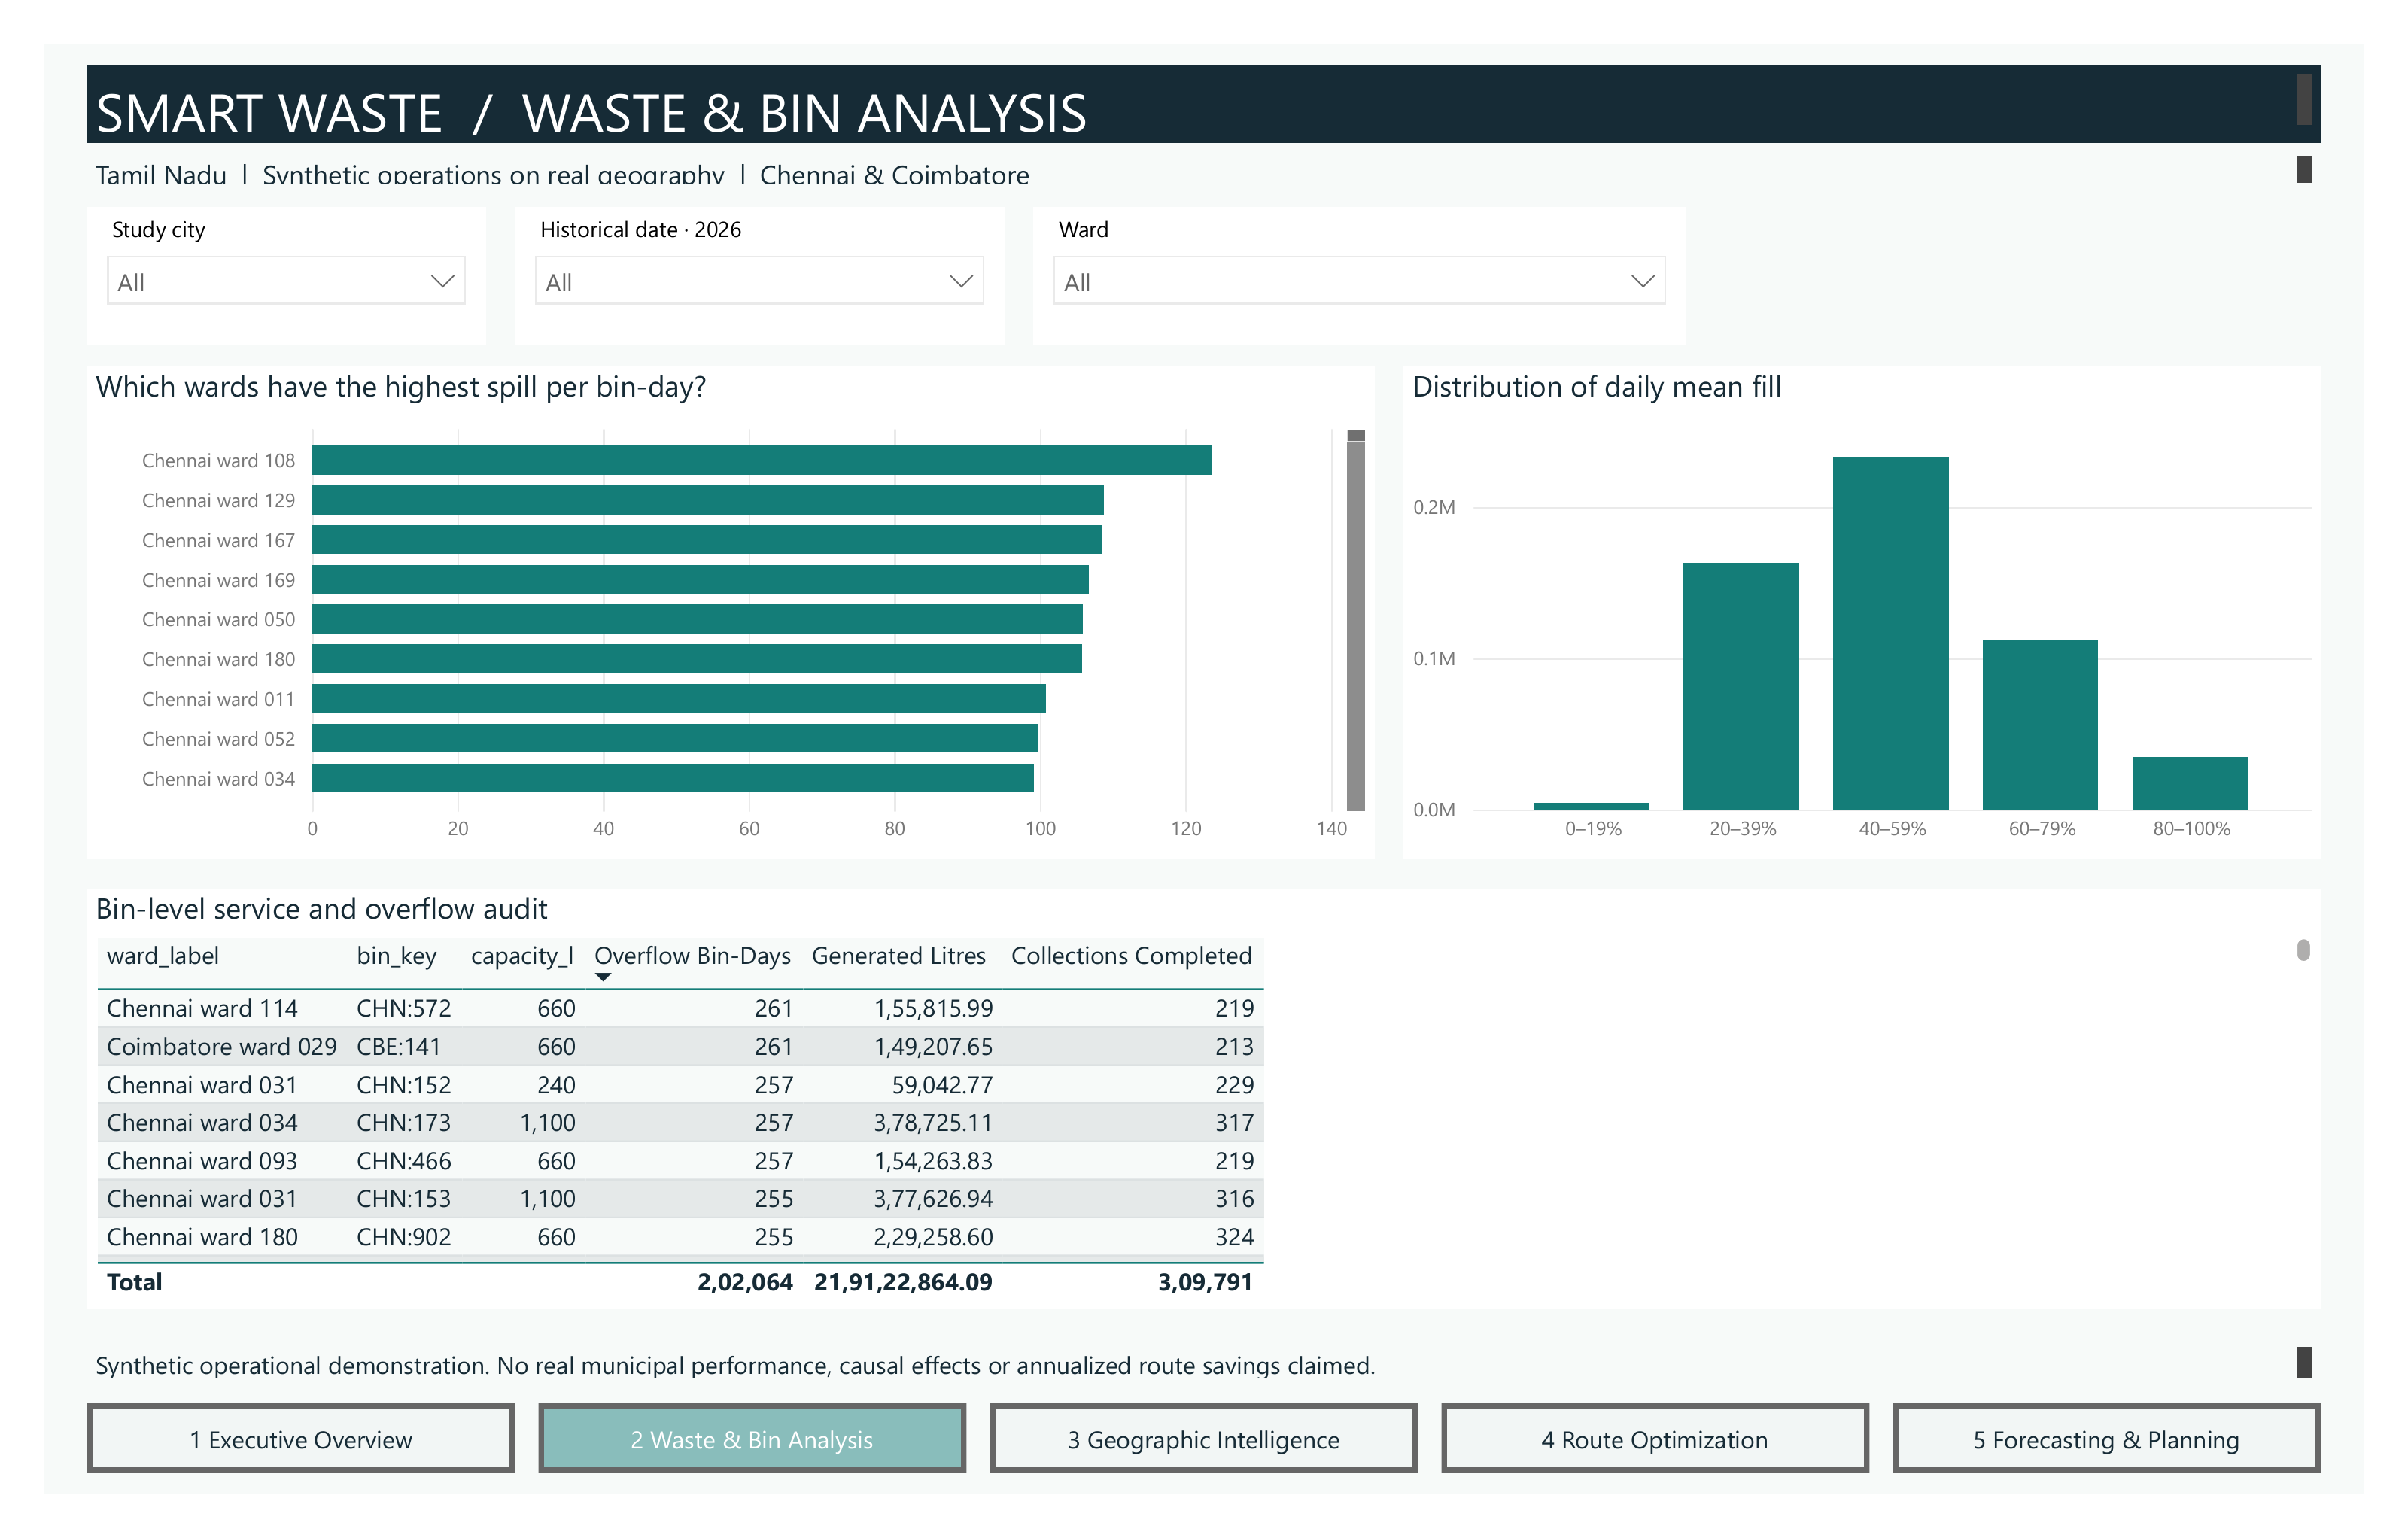 SMART WASTE / WASTE & BIN ANALYSIS
Tamil Nadu | Synthetic operations on real geography | Chennai & Coimbatore
Study city
Historical date · 2026
Ward
All
All
All
Which wards have the highest spill per bin-day?
Chennai ward 108
Chennai ward 129
Chennai ward 167
Chennai ward 169
Chennai ward 050
Chennai ward 180
Chennai ward 011
Chennai ward 052
Chennai ward 034
0 20 40 60 80 100 120 140
Distribution of daily mean fill
0.2M
0.1M
0.0M
0–19% 20–39% 40–59% 60–79% 80–100%
Bin-level service and overflow audit
ward_label bin_key capacity_l Overflow Bin-Days Generated Litres Collections Completed
Chennai ward 114 CHN:572 660 261 1,55,815.99 219
Coimbatore ward 029 CBE:141 660 261 1,49,207.65 213
Chennai ward 031 CHN:152 240 257 59,042.77 229
Chennai ward 034 CHN:173 1,100 257 3,78,725.11 317
Chennai ward 093 CHN:466 660 257 1,54,263.83 219
Chennai ward 031 CHN:153 1,100 255 3,77,626.94 316
Chennai ward 180 CHN:902 660 255 2,29,258.60 324
Total 2,02,064 21,91,22,864.09 3,09,791
Synthetic operational demonstration. No real municipal performance, causal effects or annualized route savings claimed.
1 Executive Overview
2 Waste & Bin Analysis
3 Geographic Intelligence
4 Route Optimization
5 Forecasting & Planning